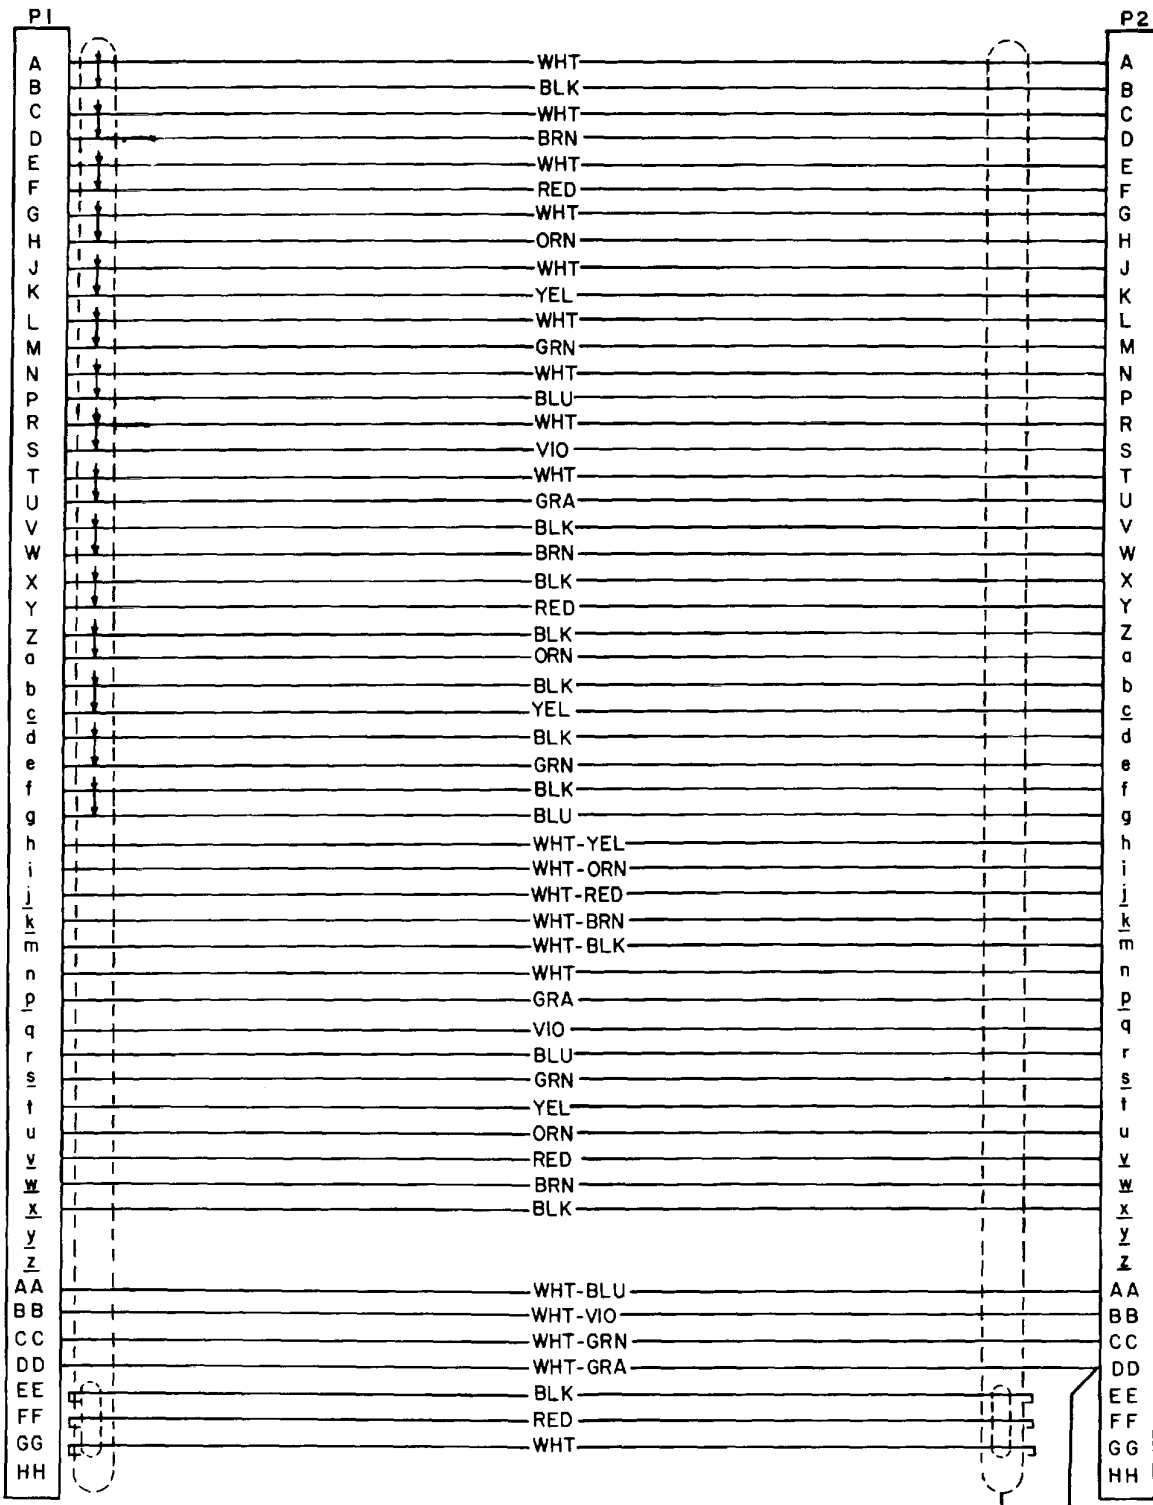 P1 P2
A WHT A
B BLK B
C WHT C
D BRN D
E WHT E
F RED F
G WHT G
H ORN H
J WHT J
K YEL K
L WHT L
M GRN M
N WHT N
P BLU P
R WHT R
S VIO S
T WHT T
U GRA U
V BLK V
W BRN W
X BLK X
Y RED Y
Z BLK Z
a ORN a
b BLK b
c YEL c
d BLK d
e GRN e
f BLK f
g BLU g
h WHT-YEL h
i WHT-ORN i
j WHT-RED j
k WHT-BRN k
m WHT-BLK m
n WHT n
p GRA p
q VIO q
r BLU r
s GRN s
t YEL t
u ORN u
v RED v
w BRN w
x BLK x
y y
z z
AA WHT-BLU AA
BB WHT-VIO BB
CC WHT-GRN CC
DD WHT-GRA DD
EE BLK EE
FF RED FF
GG WHT GG
HH HH